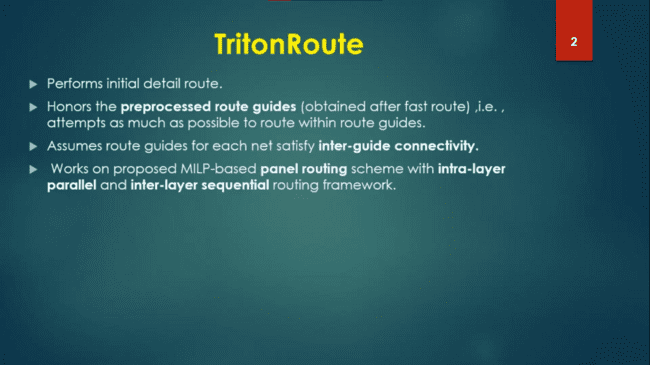 TritonRoute
2
Performs initial detail route.
Honors the preprocessed route guides (obtained after fast route) ,i.e. ,
attempts as much as possible to route within route guides.
Assumes route guides for each net satisfy inter-guide connectivity.
Works on proposed MILP-based panel routing scheme with intra-layer
parallel and inter-layer sequential routing framework.